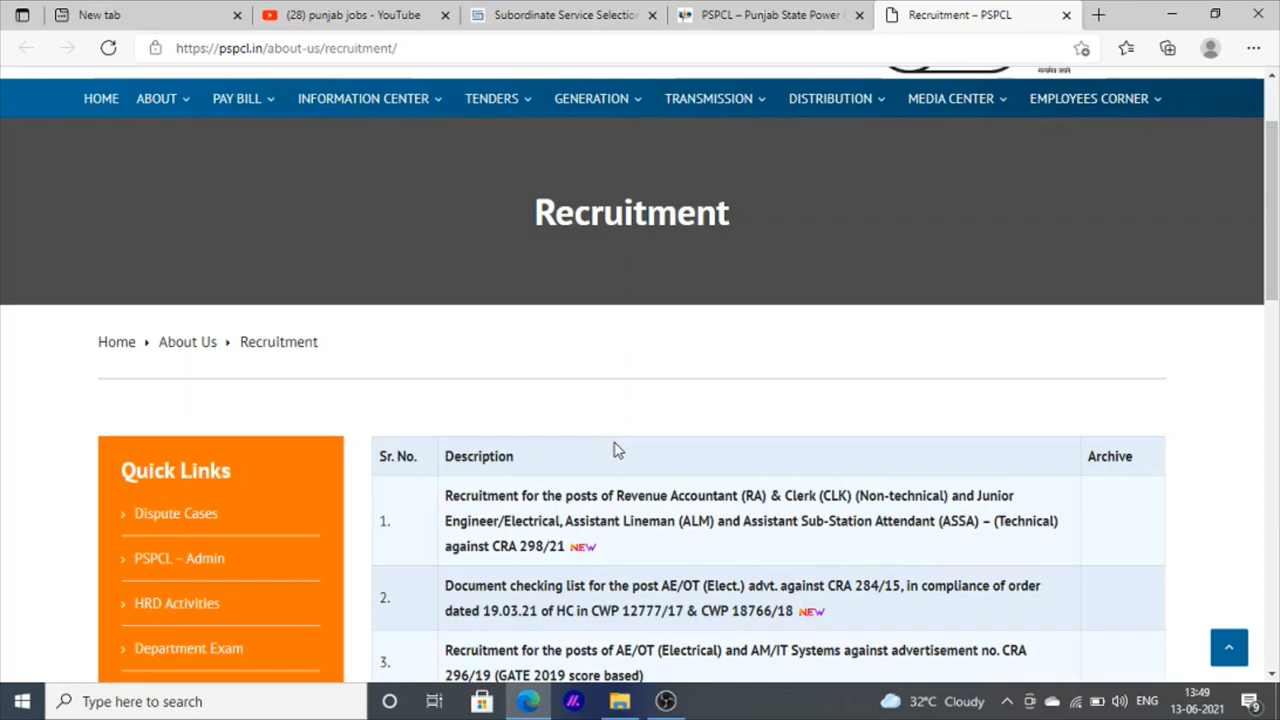 New tab
(28) punjab jobs - YouTube
Subordinate Service Selection
PSPCL – Punjab State Power
Recruitment – PSPCL
https://pspcl.in/about-us/recruitment/
सत्यमेव जयते
HOME ABOUT PAY BILL INFORMATION CENTER TENDERS GENERATION TRANSMISSION DISTRIBUTION MEDIA CENTER EMPLOYEES CORNER
Recruitment
Home About Us Recruitment
Quick Links
Dispute Cases
PSPCL – Admin
HRD Activities
Department Exam
Sr. No. Description Archive
1. Recruitment for the posts of Revenue Accountant (RA) & Clerk (CLK) (Non-technical) and Junior
Engineer/Electrical, Assistant Lineman (ALM) and Assistant Sub-Station Attendant (ASSA) – (Technical)
against CRA 298/21 NEW
2. Document checking list for the post AE/OT (Elect.) advt. against CRA 284/15, in compliance of order
dated 19.03.21 of HC in CWP 12777/17 & CWP 18766/18 NEW
3. Recruitment for the posts of AE/OT (Electrical) and AM/IT Systems against advertisement no. CRA
296/19 (GATE 2019 score based)
Type here to search
32°C Cloudy
ENG
13:49
13-06-2021
9